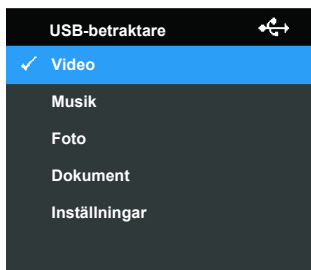 USB-betraktare
Video
Musik
Foto
Dokument
Inställningar